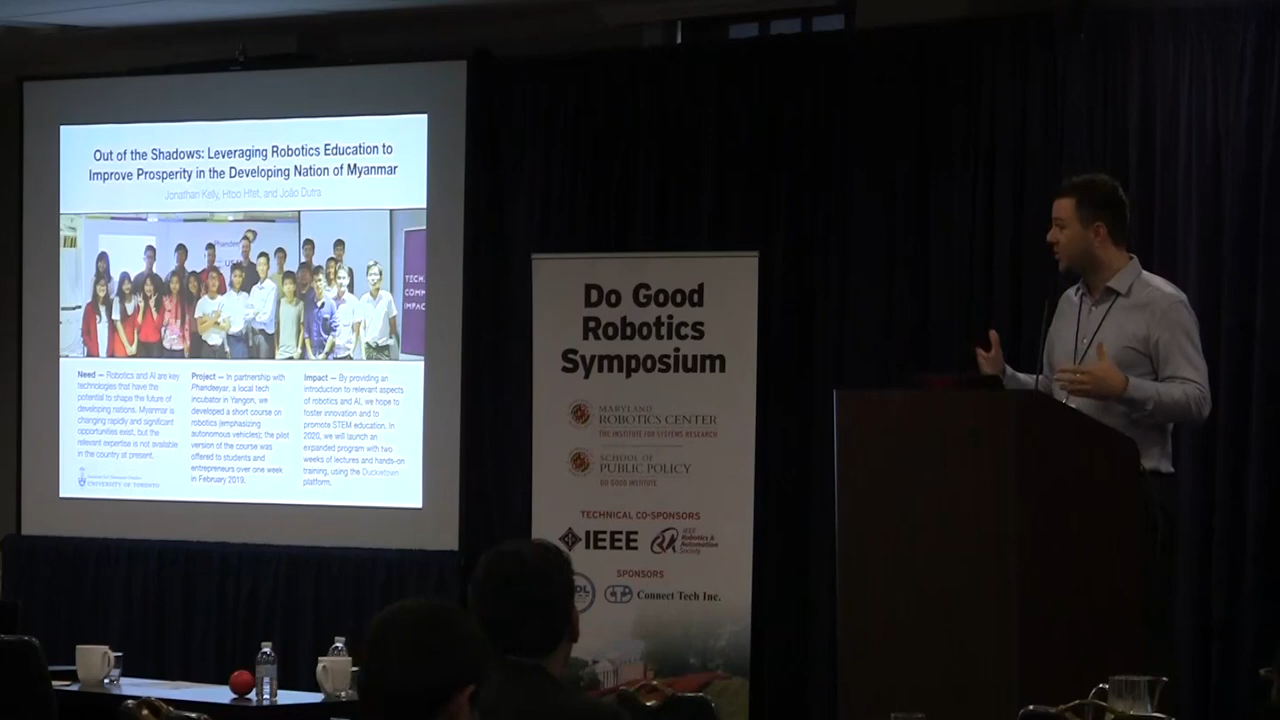 Out of the Shadows: Leveraging Robotics Education to
Improve Prosperity in the Developing Nation of Myanmar
Jonathan Kelly, Htoo Htet, and João Dutra
Phandee
TECH
COMM
IMPAC
Need — Robotics and AI are key
technologies that have the
potential to shape the future of
developing nations. Myanmar is
changing rapidly and significant
opportunities exist, but the
relevant expertise is not available
in the country at present.
UNIVERSITY OF TORONTO
Project — In partnership with
Phandeeyar, a local tech
incubator in Yangon, we
developed a short course on
robotics (emphasizing
autonomous vehicles); the pilot
version of the course was
offered to students and
entrepreneurs over one week
in February 2019.
Impact — By providing an
introduction to relevant aspects
of robotics and AI, we hope to
foster innovation and to
promote STEM education. In
2020, we will launch an
expanded program with two
weeks of lectures and hands-on
training, using the Duckietown
platform.
Do Good
Robotics
Symposium
MARYLAND
ROBOTICS CENTER
THE INSTITUTE FOR SYSTEMS RESEARCH
SCHOOL OF
PUBLIC POLICY
DO GOOD INSTITUTE
TECHNICAL CO-SPONSORS
IEEE
IEEE
Robotics &
Automation
Society
SPONSORS
Connect Tech Inc.